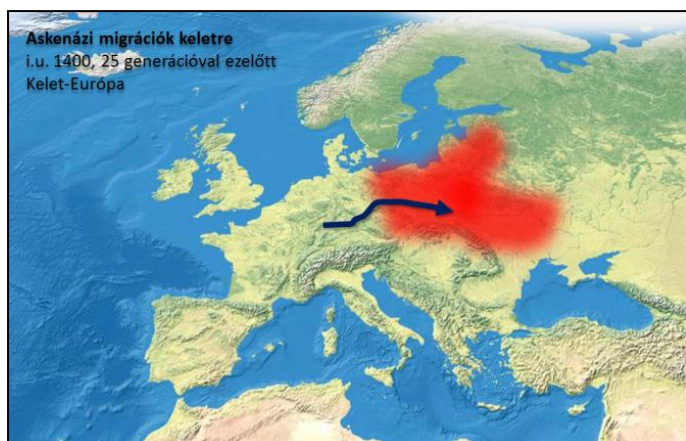 Askenázi migrációk keletre
i.u. 1400, 25 generációval ezelőtt
Kelet-Európa